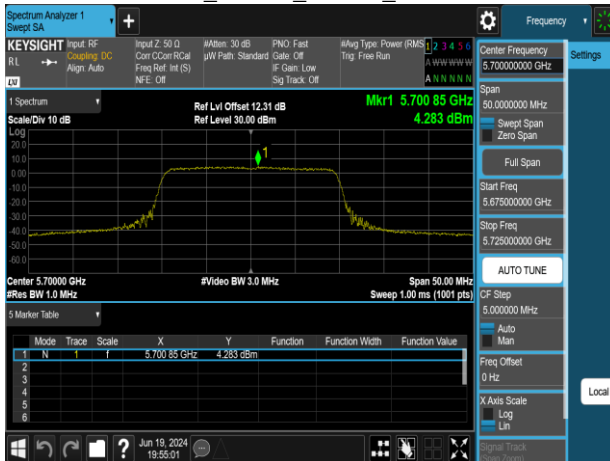 Spectrum Analyzer 1
Swept SA
+
Frequency
KEYSIGHT
RL
LXI
Input: RF
Coupling: DC
Align: Auto
Input Z: 50 Ω
Corr CCorr RCal
Freq Ref: Int (S)
NFE: Off
#Atten: 30 dB
µW Path: Standard
PNO: Fast
Gate: Off
IF Gain: Low
Sig Track: Off
#Avg Type: Power (RMS)
Trig: Free Run
1 2 3 4 5 6
A W W W W W
A N N N N N
1 Spectrum
Scale/Div 10 dB
Ref Lvl Offset 12.31 dB
Ref Level 30.00 dBm
Mkr1 5.700 85 GHz
4.283 dBm
Log
20.0
10.0
0.00
-10.0
-20.0
-30.0
-40.0
-50.0
-60.0
1
Center 5.70000 GHz
#Res BW 1.0 MHz
#Video BW 3.0 MHz
Span 50.00 MHz
Sweep 1.00 ms (1001 pts)
5 Marker Table
Mode Trace Scale X Y Function Function Width Function Value
1 N 1 f 5.700 85 GHz 4.283 dBm
2
3
4
5
6
?
Jun 19, 2024
19:55:01
Center Frequency
5.700000000 GHz
Span
50.0000000 MHz
Swept Span
Zero Span
Full Span
Start Freq
5.675000000 GHz
Stop Freq
5.725000000 GHz
AUTO TUNE
CF Step
5.000000 MHz
Auto
Man
Freq Offset
0 Hz
X Axis Scale
Log
Lin
Signal Track
(Span Zoom)
Settings
Local